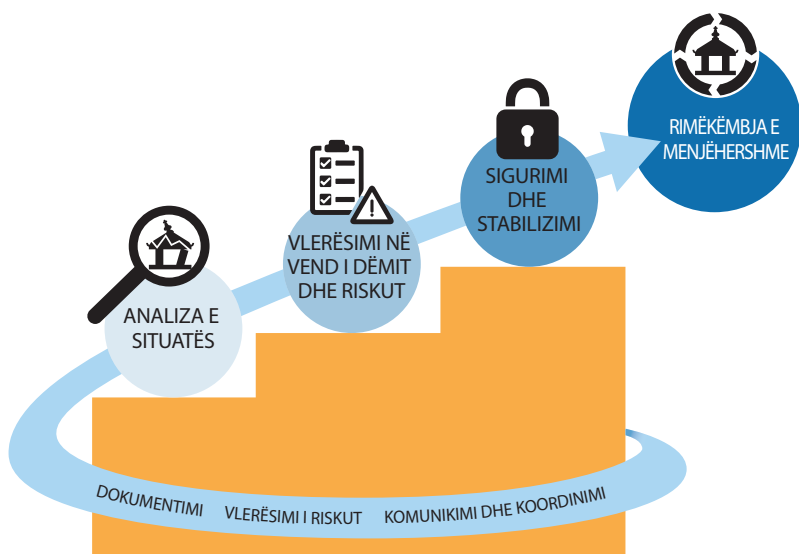 ANALIZA E
SITUATËS
VLERËSIMI NË
VEND I DËMIT
DHE RISKUT
SIGURIMI
DHE
STABILIZIMI
RIMËKËMBJA E
MENJËHERSHME
DOKUMENTIMI VLERËSIMI I RISKUT KOMUNIKIMI DHE KOORDINIMI